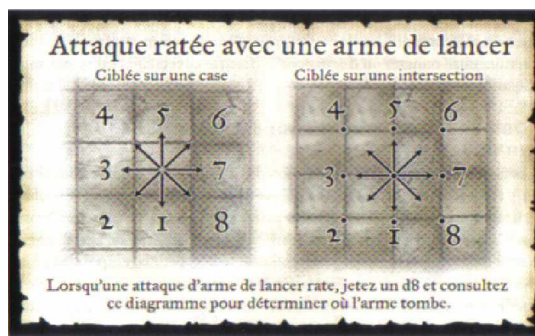 Attaque ratée avec une arme de lancer
Ciblée sur une case
Ciblée sur une intersection
4 5 6
3 7
2 1 8
4 5 6
3 7
2 1 8
Lorsqu'une attaque d'arme de lancer rate, jetez un d8 et consultez
ce diagramme pour déterminer où l'arme tombe.